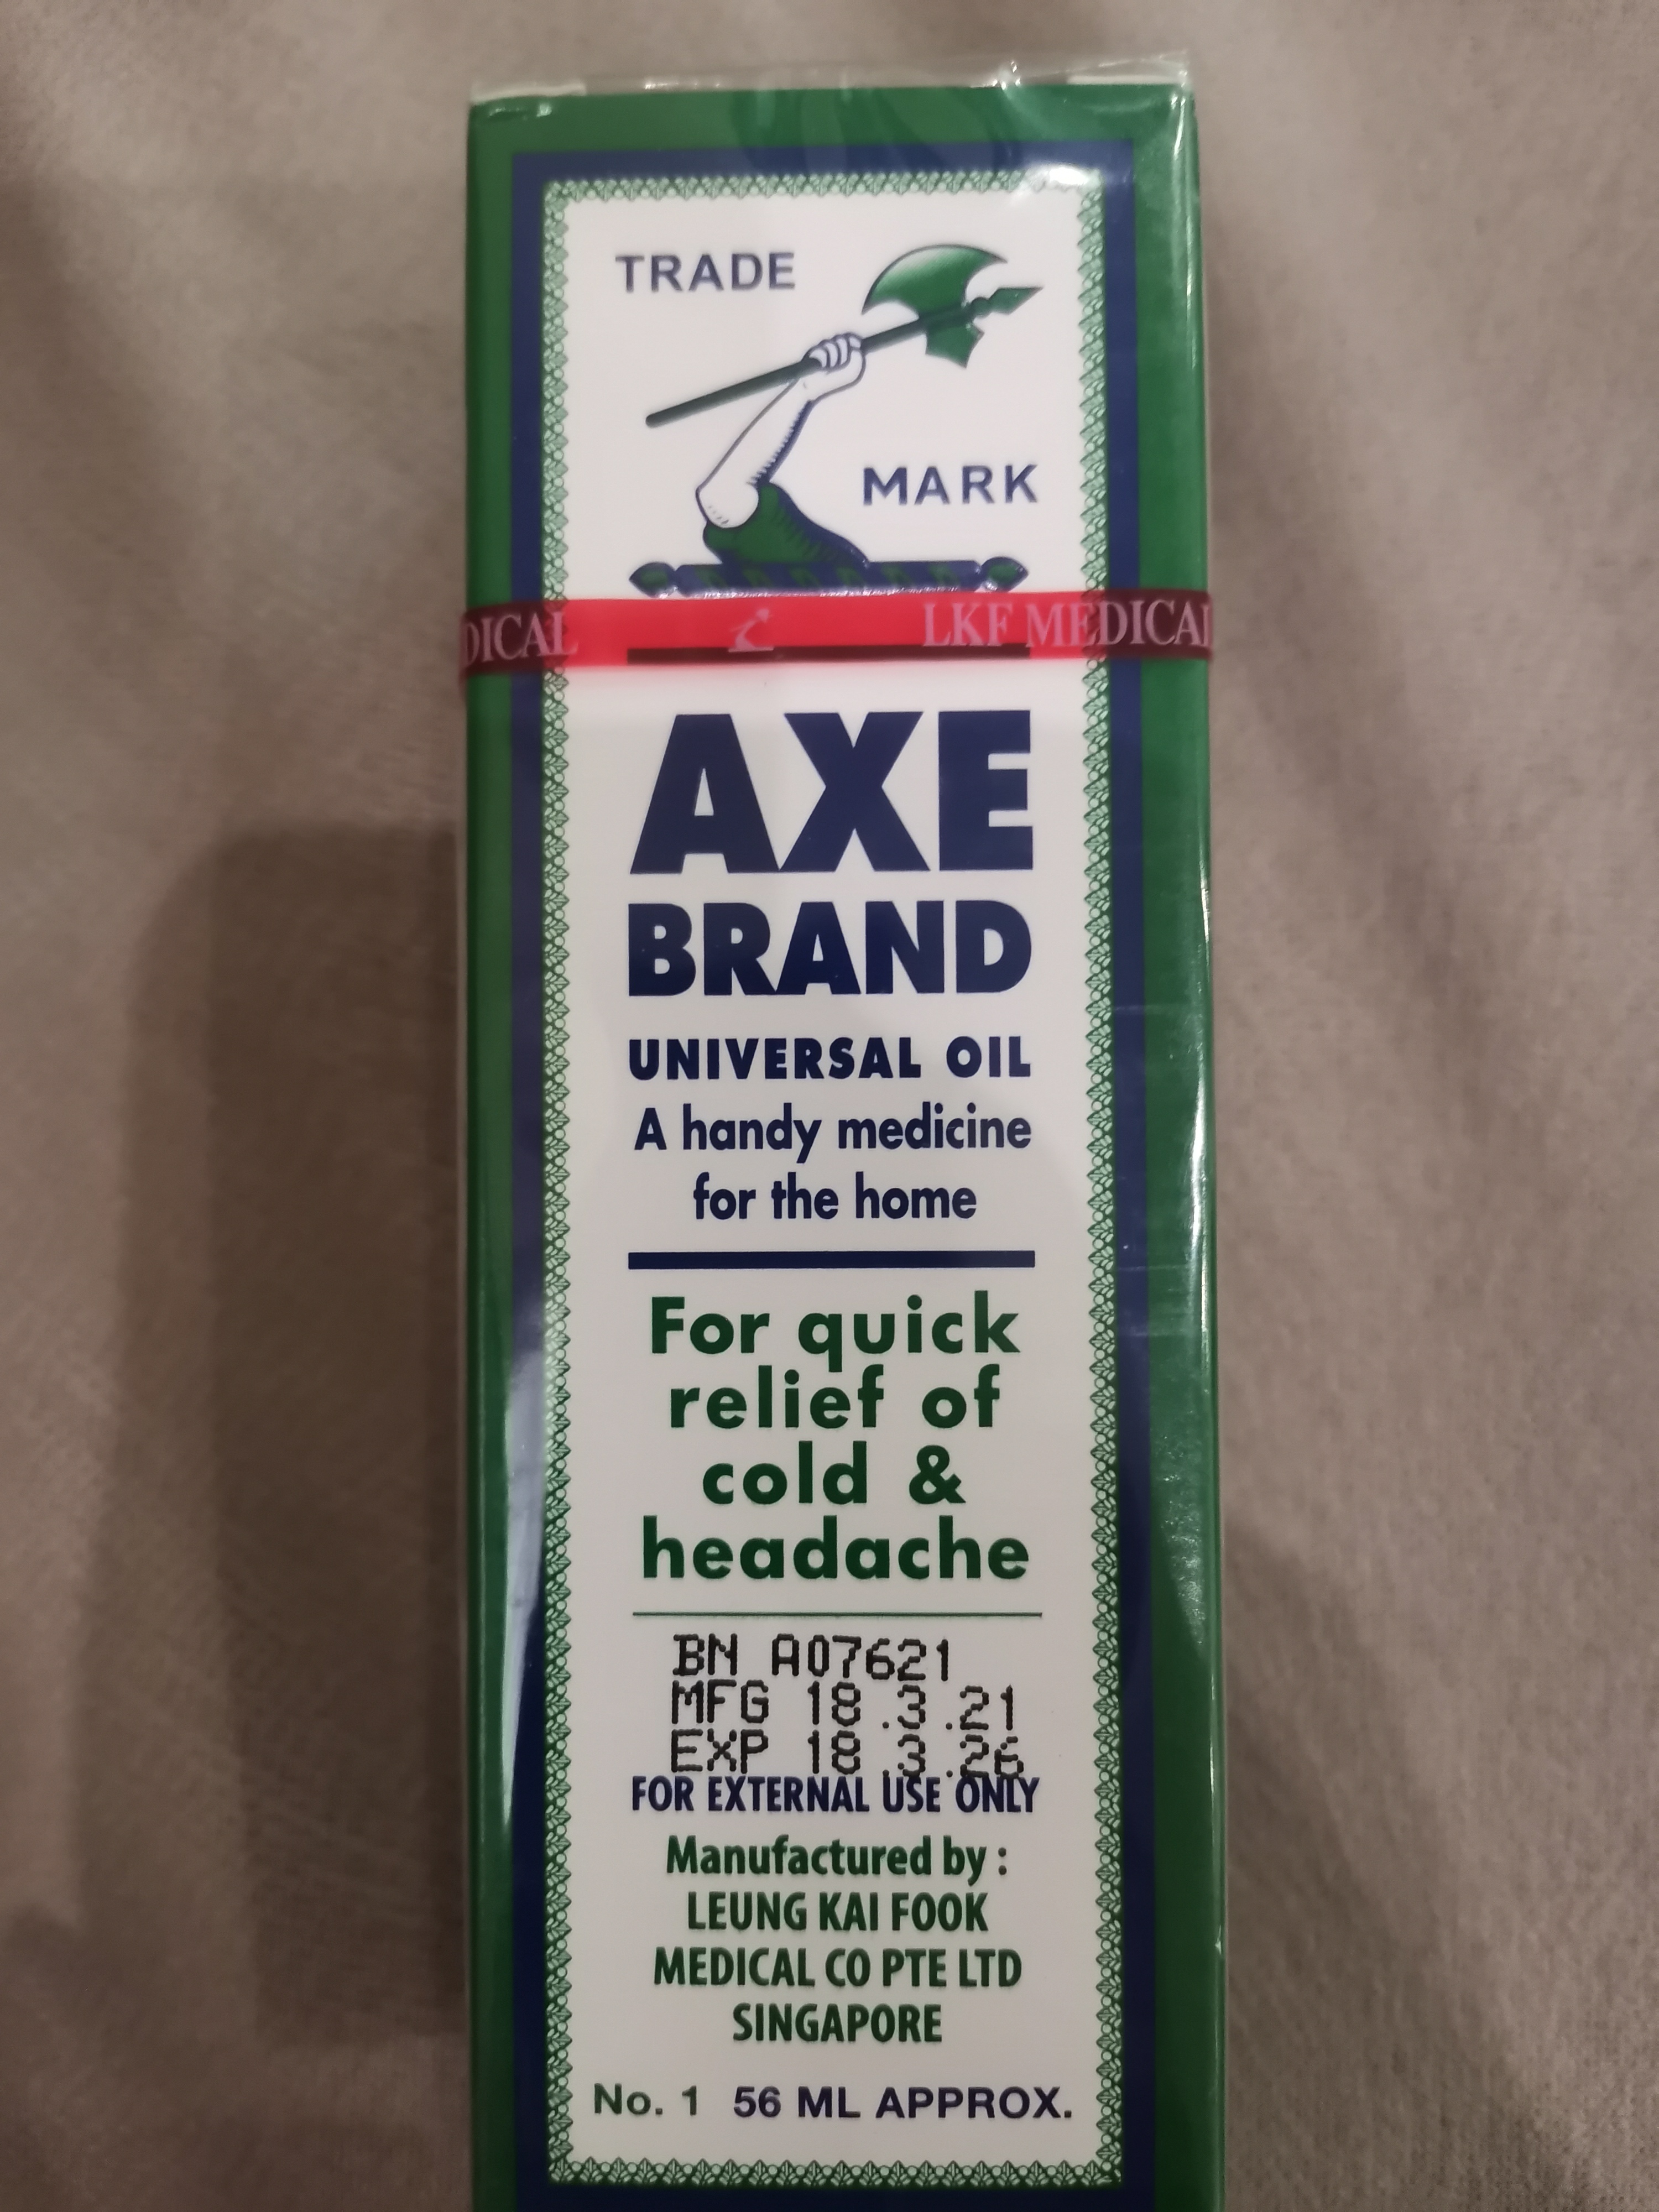 TRADE
MARK
DICAL LKF MEDICAL
AXE
BRAND
UNIVERSAL OIL
A handy medicine
for the home
For quick
relief of
cold &
headache
BN A07621
MFG 18.3.21
EXP 18.3.26
FOR EXTERNAL USE ONLY
Manufactured by :
LEUNG KAI FOOK
MEDICAL CO PTE LTD
SINGAPORE
No. 1 56 ML APPROX.